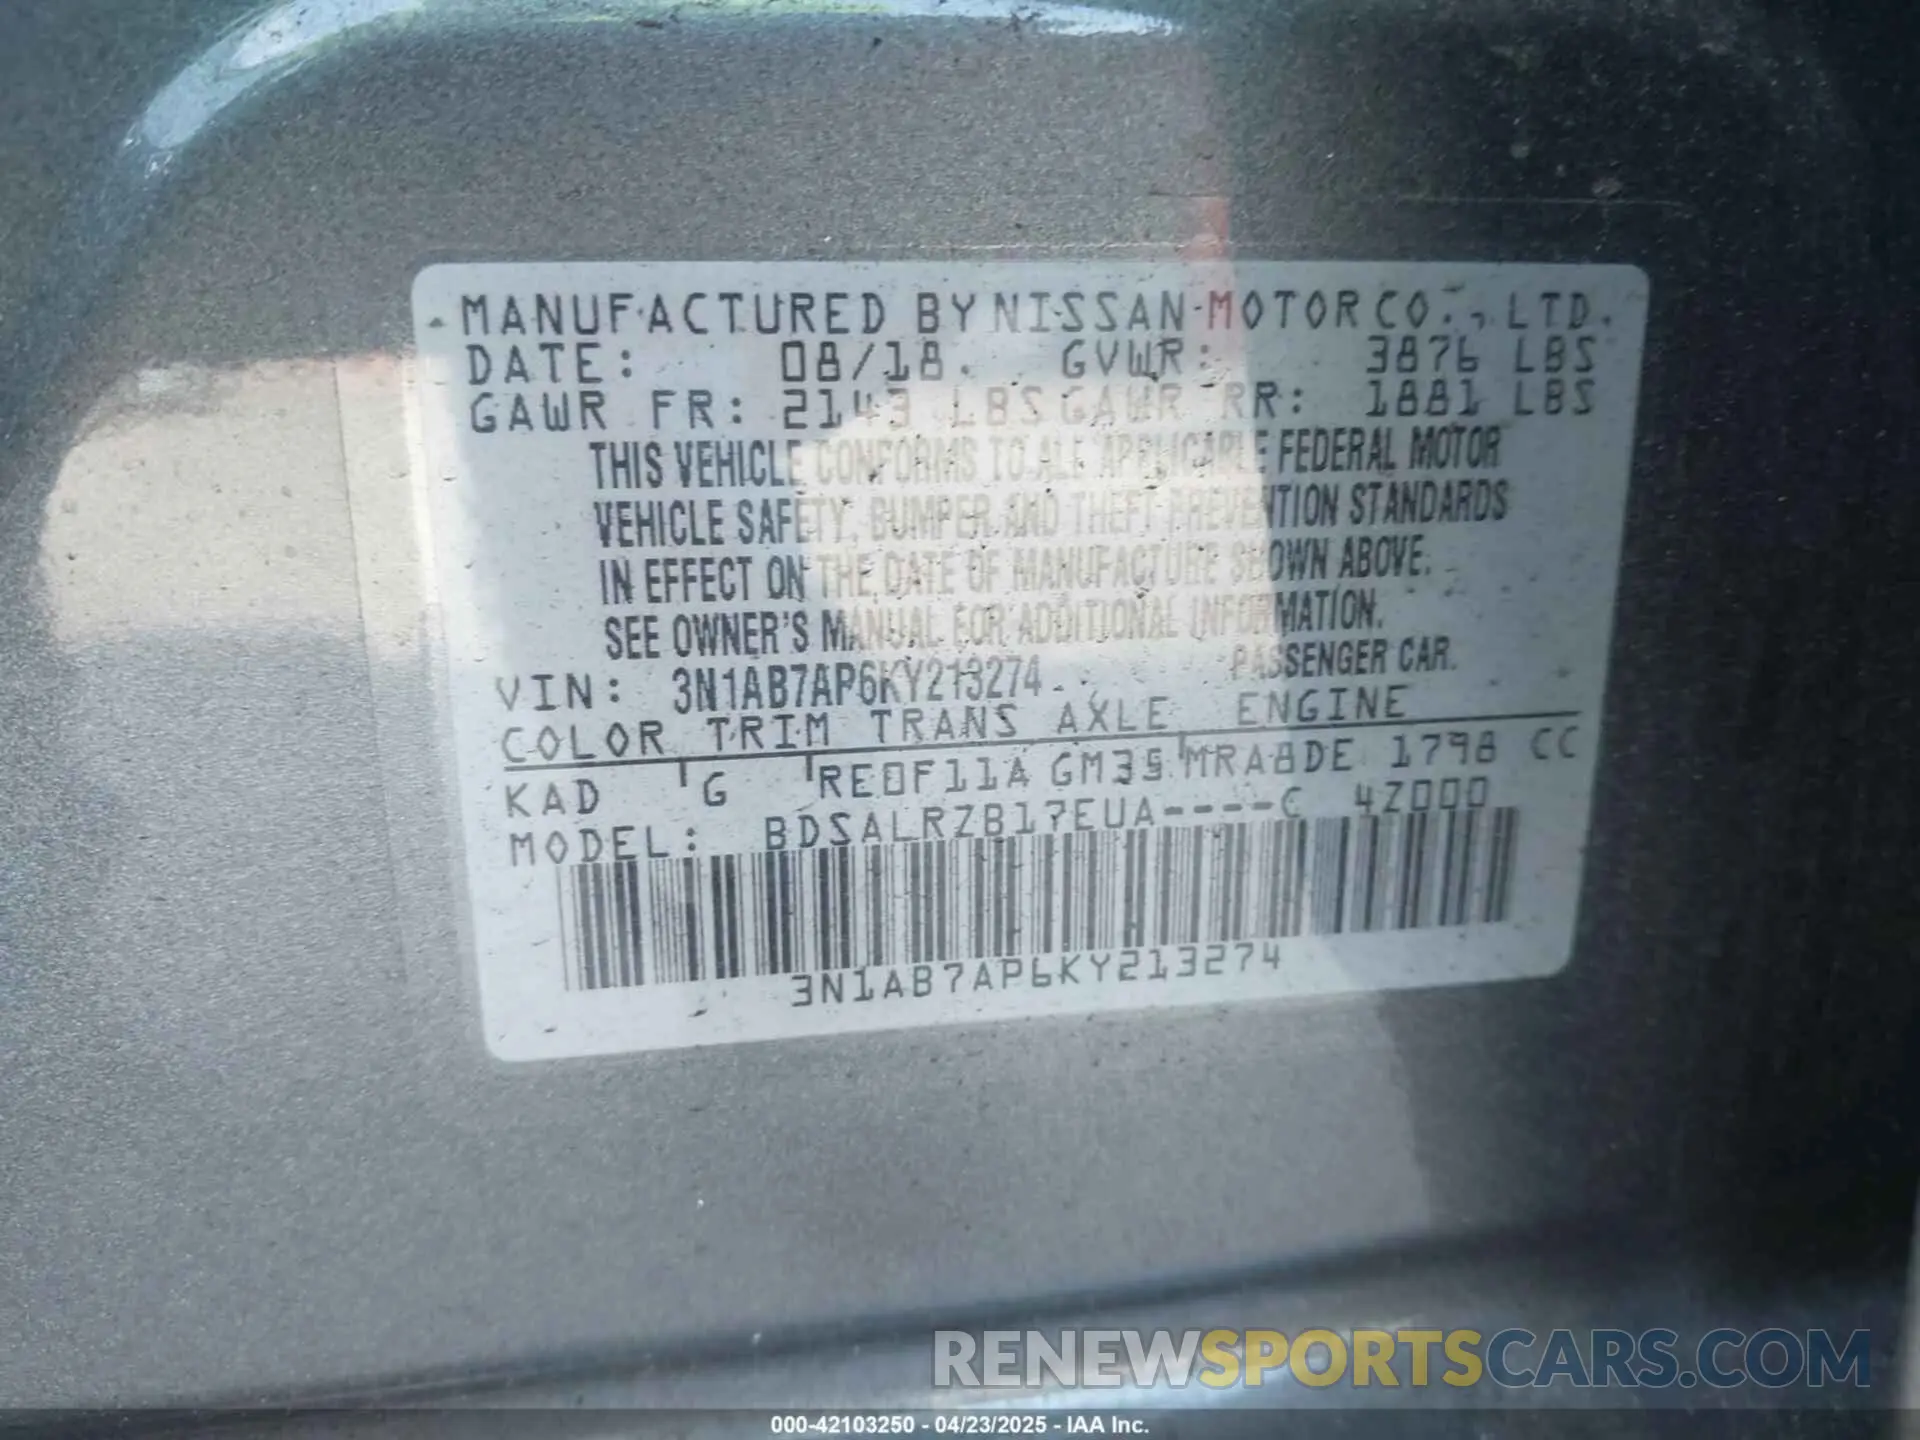 MANUFACTURED BY NISSAN MOTOR CO., LTD.
DATE: 08/18 GVWR: 3876 LBS
GAWR FR: 2143 LBS GAWR RR: 1881 LBS
THIS VEHICLE CONFORMS TO ALL APPLICABLE FEDERAL MOTOR
VEHICLE SAFETY, BUMPER AND THEFT PREVENTION STANDARDS
IN EFFECT ON THE DATE OF MANUFACTURE SHOWN ABOVE.
SEE OWNER'S MANUAL FOR ADDITIONAL INFORMATION.
VIN: 3N1AB7AP6KY213274 PASSENGER CAR.
COLOR TRIM TRANS AXLE ENGINE
KAD G RE0F11A GM35 MRA8DE 1798 CC
MODEL: BDSALRZB17EUA----C 4Z000
3N1AB7AP6KY213274
RENEWSPORTSCARS.COM
000-42103250 - 04/23/2025 - IAA Inc.